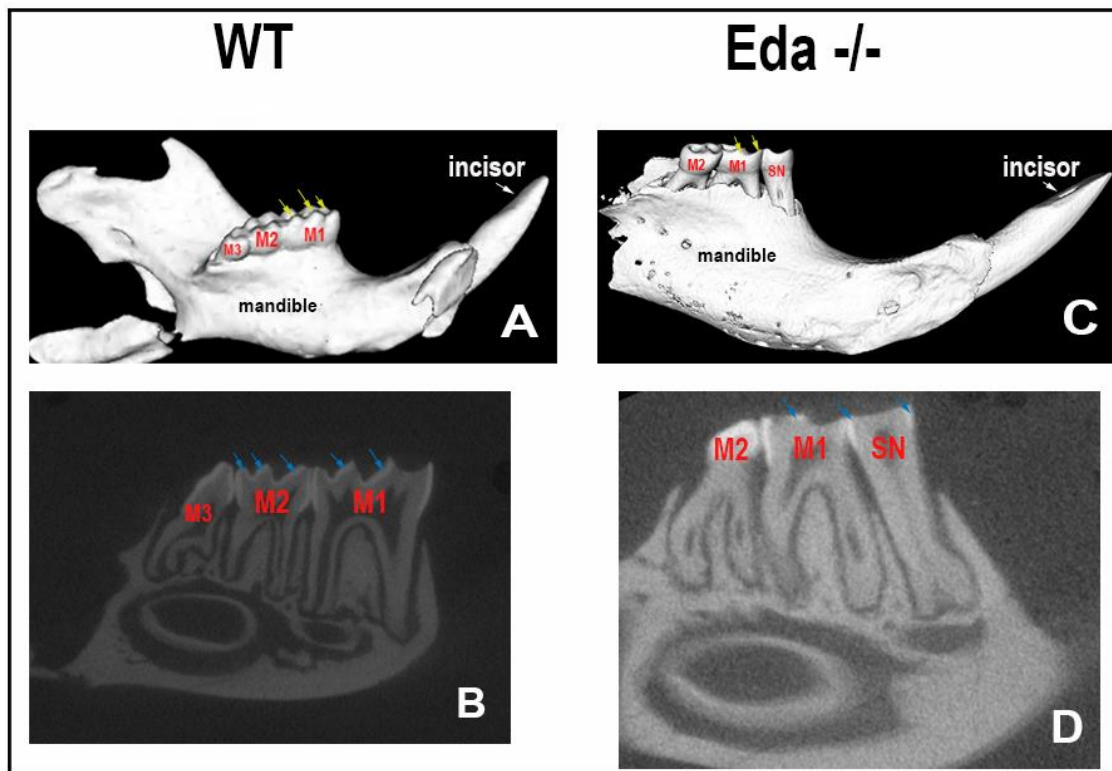 WT
Eda -/-
incisor
M3
M2
M1
mandible
A
incisor
M2
M1
SN
mandible
C
M3
M2
M1
B
M2
M1
SN
D